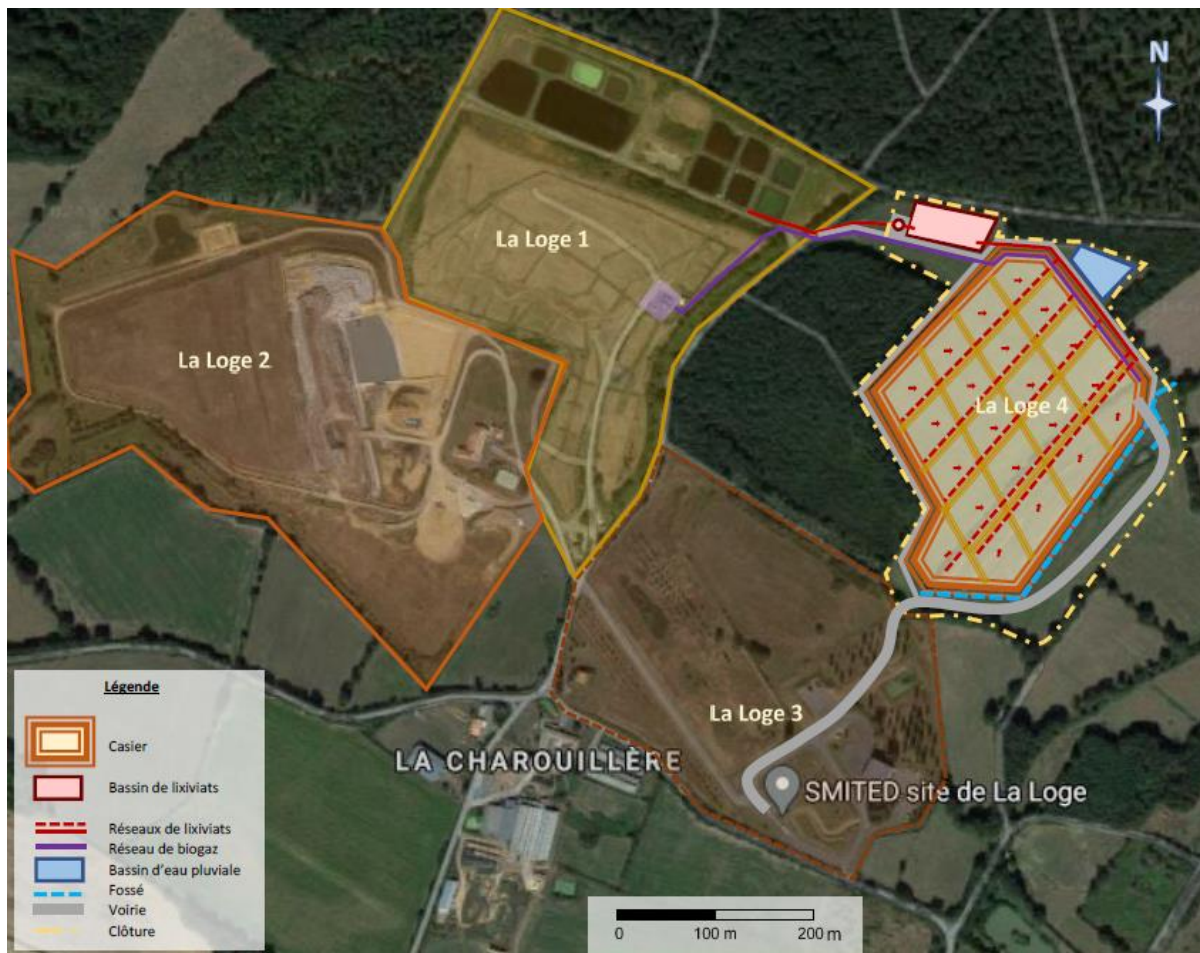 N
La Loge 1
La Loge 2
La Loge 4
La Loge 3
LA CHAROUILLÈRE
SMITED site de La Loge
Légende
Casier
Bassin de lixiviats
Réseaux de lixiviats
Réseau de biogaz
Bassin d'eau pluviale
Fossé
Voirie
Clôture
0 100 m 200 m